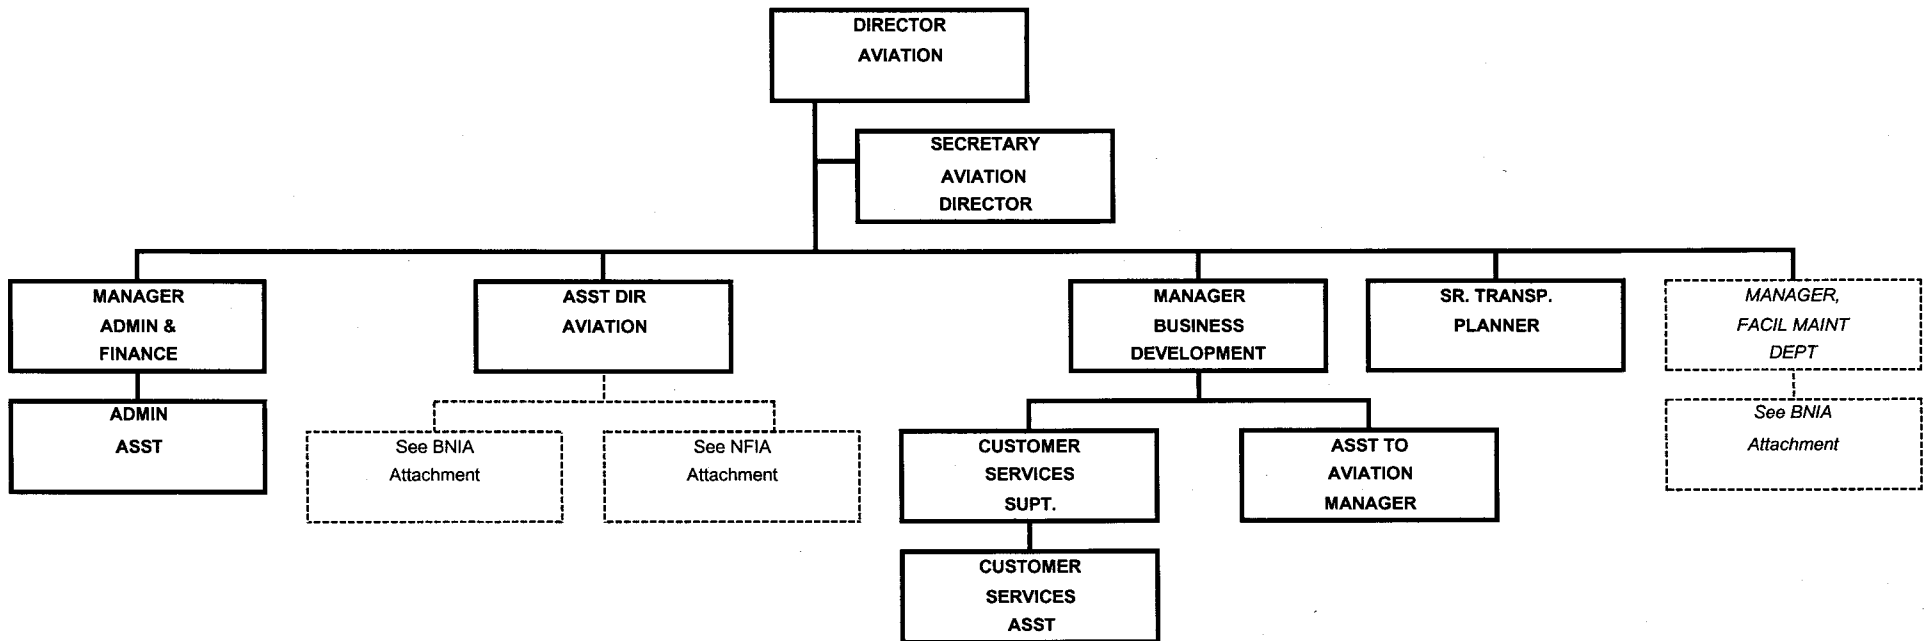 DIRECTOR
AVIATION
SECRETARY
AVIATION
DIRECTOR
MANAGER
ADMIN &
FINANCE
ASST DIR
AVIATION
MANAGER
BUSINESS
DEVELOPMENT
SR. TRANSP.
PLANNER
MANAGER,
FACIL MAINT
DEPT
ADMIN
ASST
See BNIA
Attachment
See NFIA
Attachment
CUSTOMER
SERVICES
SUPT.
ASST TO
AVIATION
MANAGER
See BNIA
Attachment
CUSTOMER
SERVICES
ASST